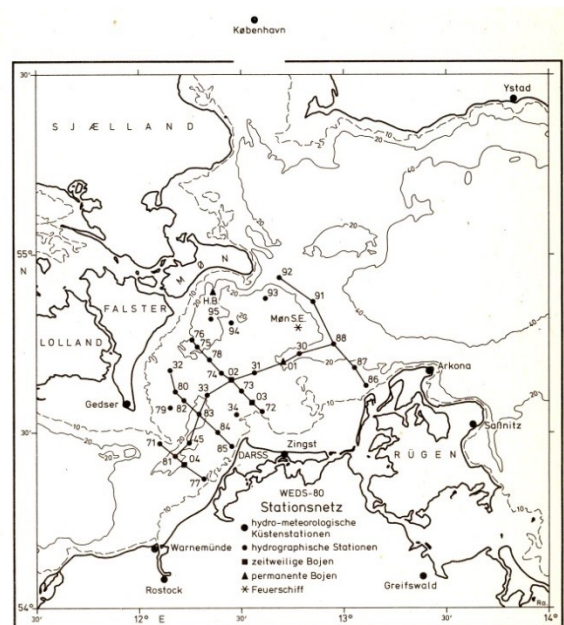 København
30'
Ystad
SJÆLLAND
10
20
40
55°
N
MØN
92
91
93
H.B.
95
94
MønS.E.
FALSTER
LOLLAND
76
75
78
88
30
01
87
86
32
74
02
31
73
03
72
80
33
82
83
79
34
Arkona
Gedser
84
85
71
45
81
04
77
30'
DARSS
Zingst
Saßnitz
RÜGEN
WEDS-80
Stationsnetz
hydro-meteorologische
Küstenstationen
hydrographische Stationen
zeitweilige Bojen
permanente Bojen
Feuerschiff
Warnemünde
Rostock
Greifswald
54°
30'
12°
E
30'
13°
30'
14°